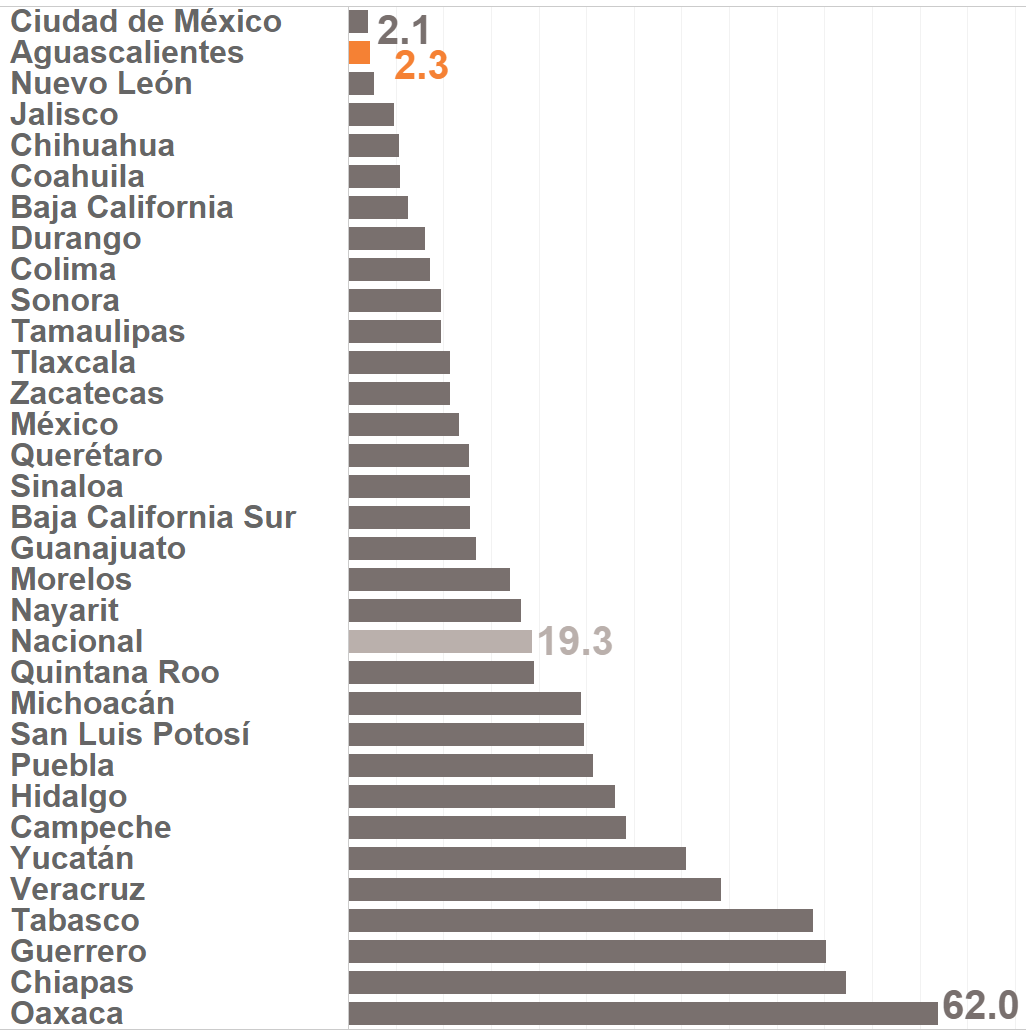 Ciudad de México 2.1
Aguascalientes 2.3
Nuevo León
Jalisco
Chihuahua
Coahuila
Baja California
Durango
Colima
Sonora
Tamaulipas
Tlaxcala
Zacatecas
México
Querétaro
Sinaloa
Baja California Sur
Guanajuato
Morelos
Nayarit
Nacional 19.3
Quintana Roo
Michoacán
San Luis Potosí
Puebla
Hidalgo
Campeche
Yucatán
Veracruz
Tabasco
Guerrero
Chiapas
Oaxaca 62.0